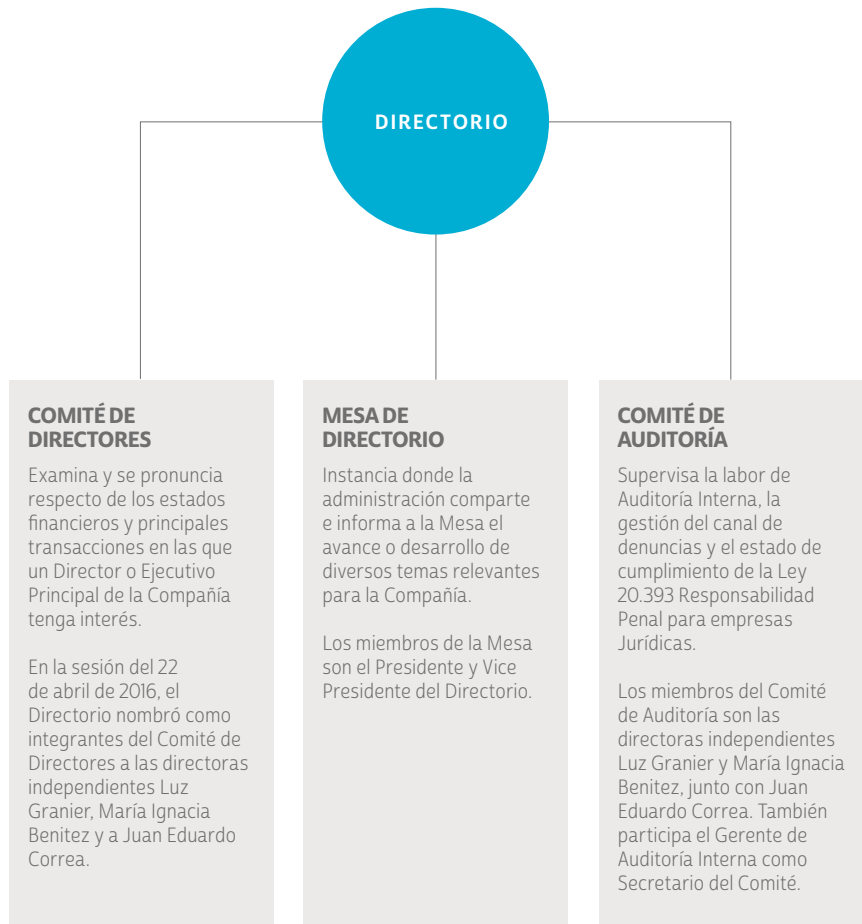 DIRECTORIO
COMITÉ DE
DIRECTORES
Examina y se pronuncia
respecto de los estados
financieros y principales
transacciones en las que
un Director o Ejecutivo
Principal de la Compañía
tenga interés.
En la sesión del 22
de abril de 2016, el
Directorio nombró como
integrantes del Comité de
Directores a las directoras
independientes Luz
Granier, María Ignacia
Benitez y a Juan Eduardo
Correa.
MESA DE
DIRECTORIO
Instancia donde la
administración comparte
e informa a la Mesa el
avance o desarrollo de
diversos temas relevantes
para la Compañía.
Los miembros de la Mesa
son el Presidente y Vice
Presidente del Directorio.
COMITÉ DE
AUDITORÍA
Supervisa la labor de
Auditoría Interna, la
gestión del canal de
denuncias y el estado de
cumplimiento de la Ley
20.393 Responsabilidad
Penal para empresas
Jurídicas.
Los miembros del Comité
de Auditoría son las
directoras independientes
Luz Granier y María Ignacia
Benitez, junto con Juan
Eduardo Correa. También
participa el Gerente de
Auditoría Interna como
Secretario del Comité.